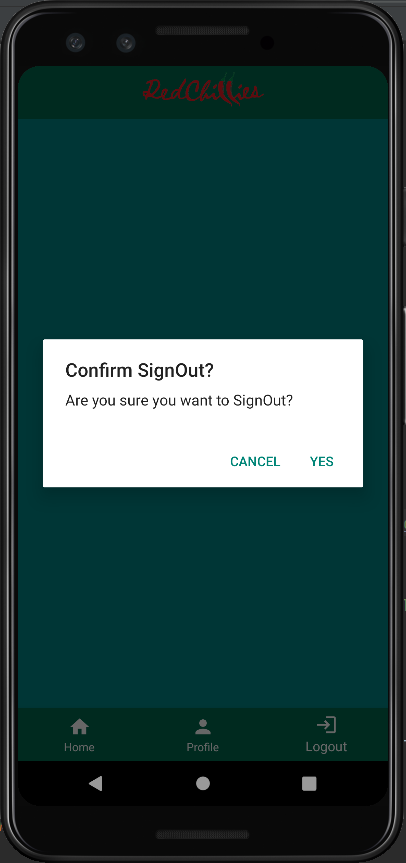 RedChillies
Confirm SignOut?
Are you sure you want to SignOut?
CANCEL YES
Home Profile Logout